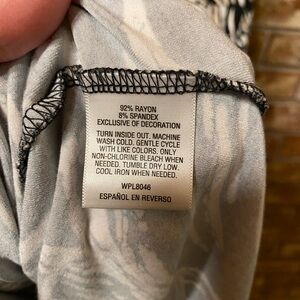 92% RAYON
8% SPANDEX
EXCLUSIVE OF DECORATION
TURN INSIDE OUT. MACHINE
WASH COLD. GENTLE CYCLE
WITH LIKE COLORS. ONLY
NON-CHLORINE BLEACH WHEN
NEEDED. TUMBLE DRY LOW.
COOL IRON WHEN NEEDED.
WPL8046
ESPAÑOL EN REVERSO